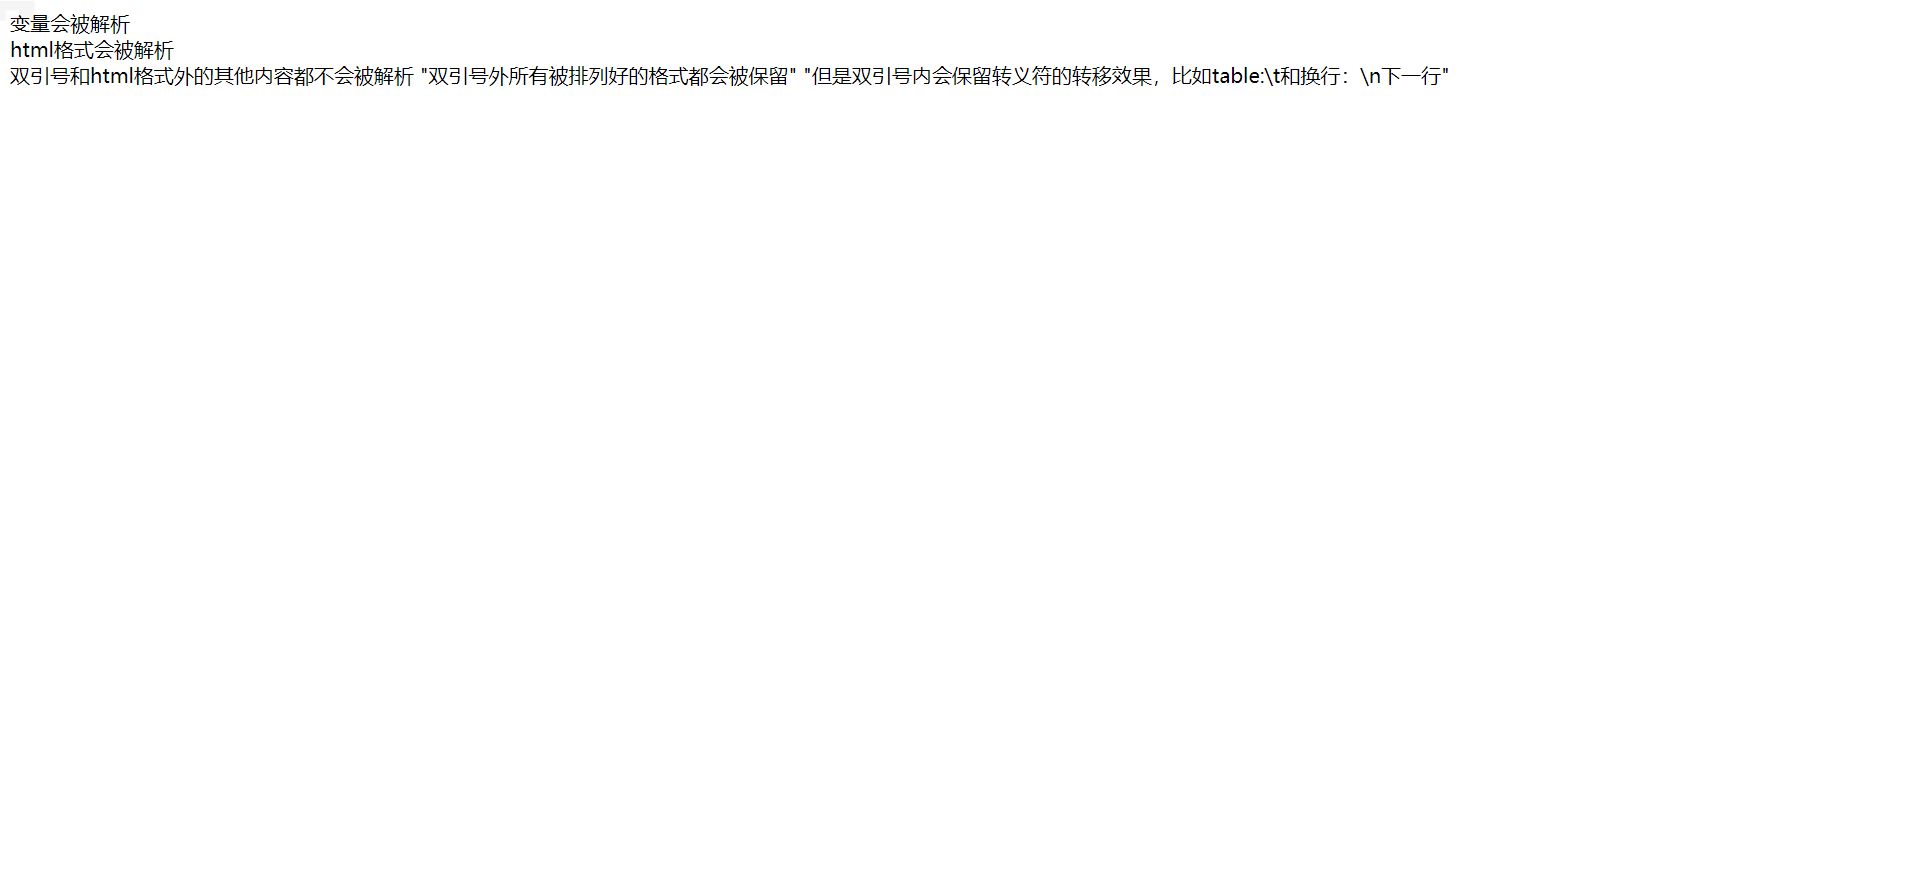 变量会被解析
html格式会被解析
双引号和html格式外的其他内容都不会被解析 "双引号外所有被排列好的格式都会被保留" "但是双引号内会保留转义符的转移效果，比如table:\t和换行：\n下一行"